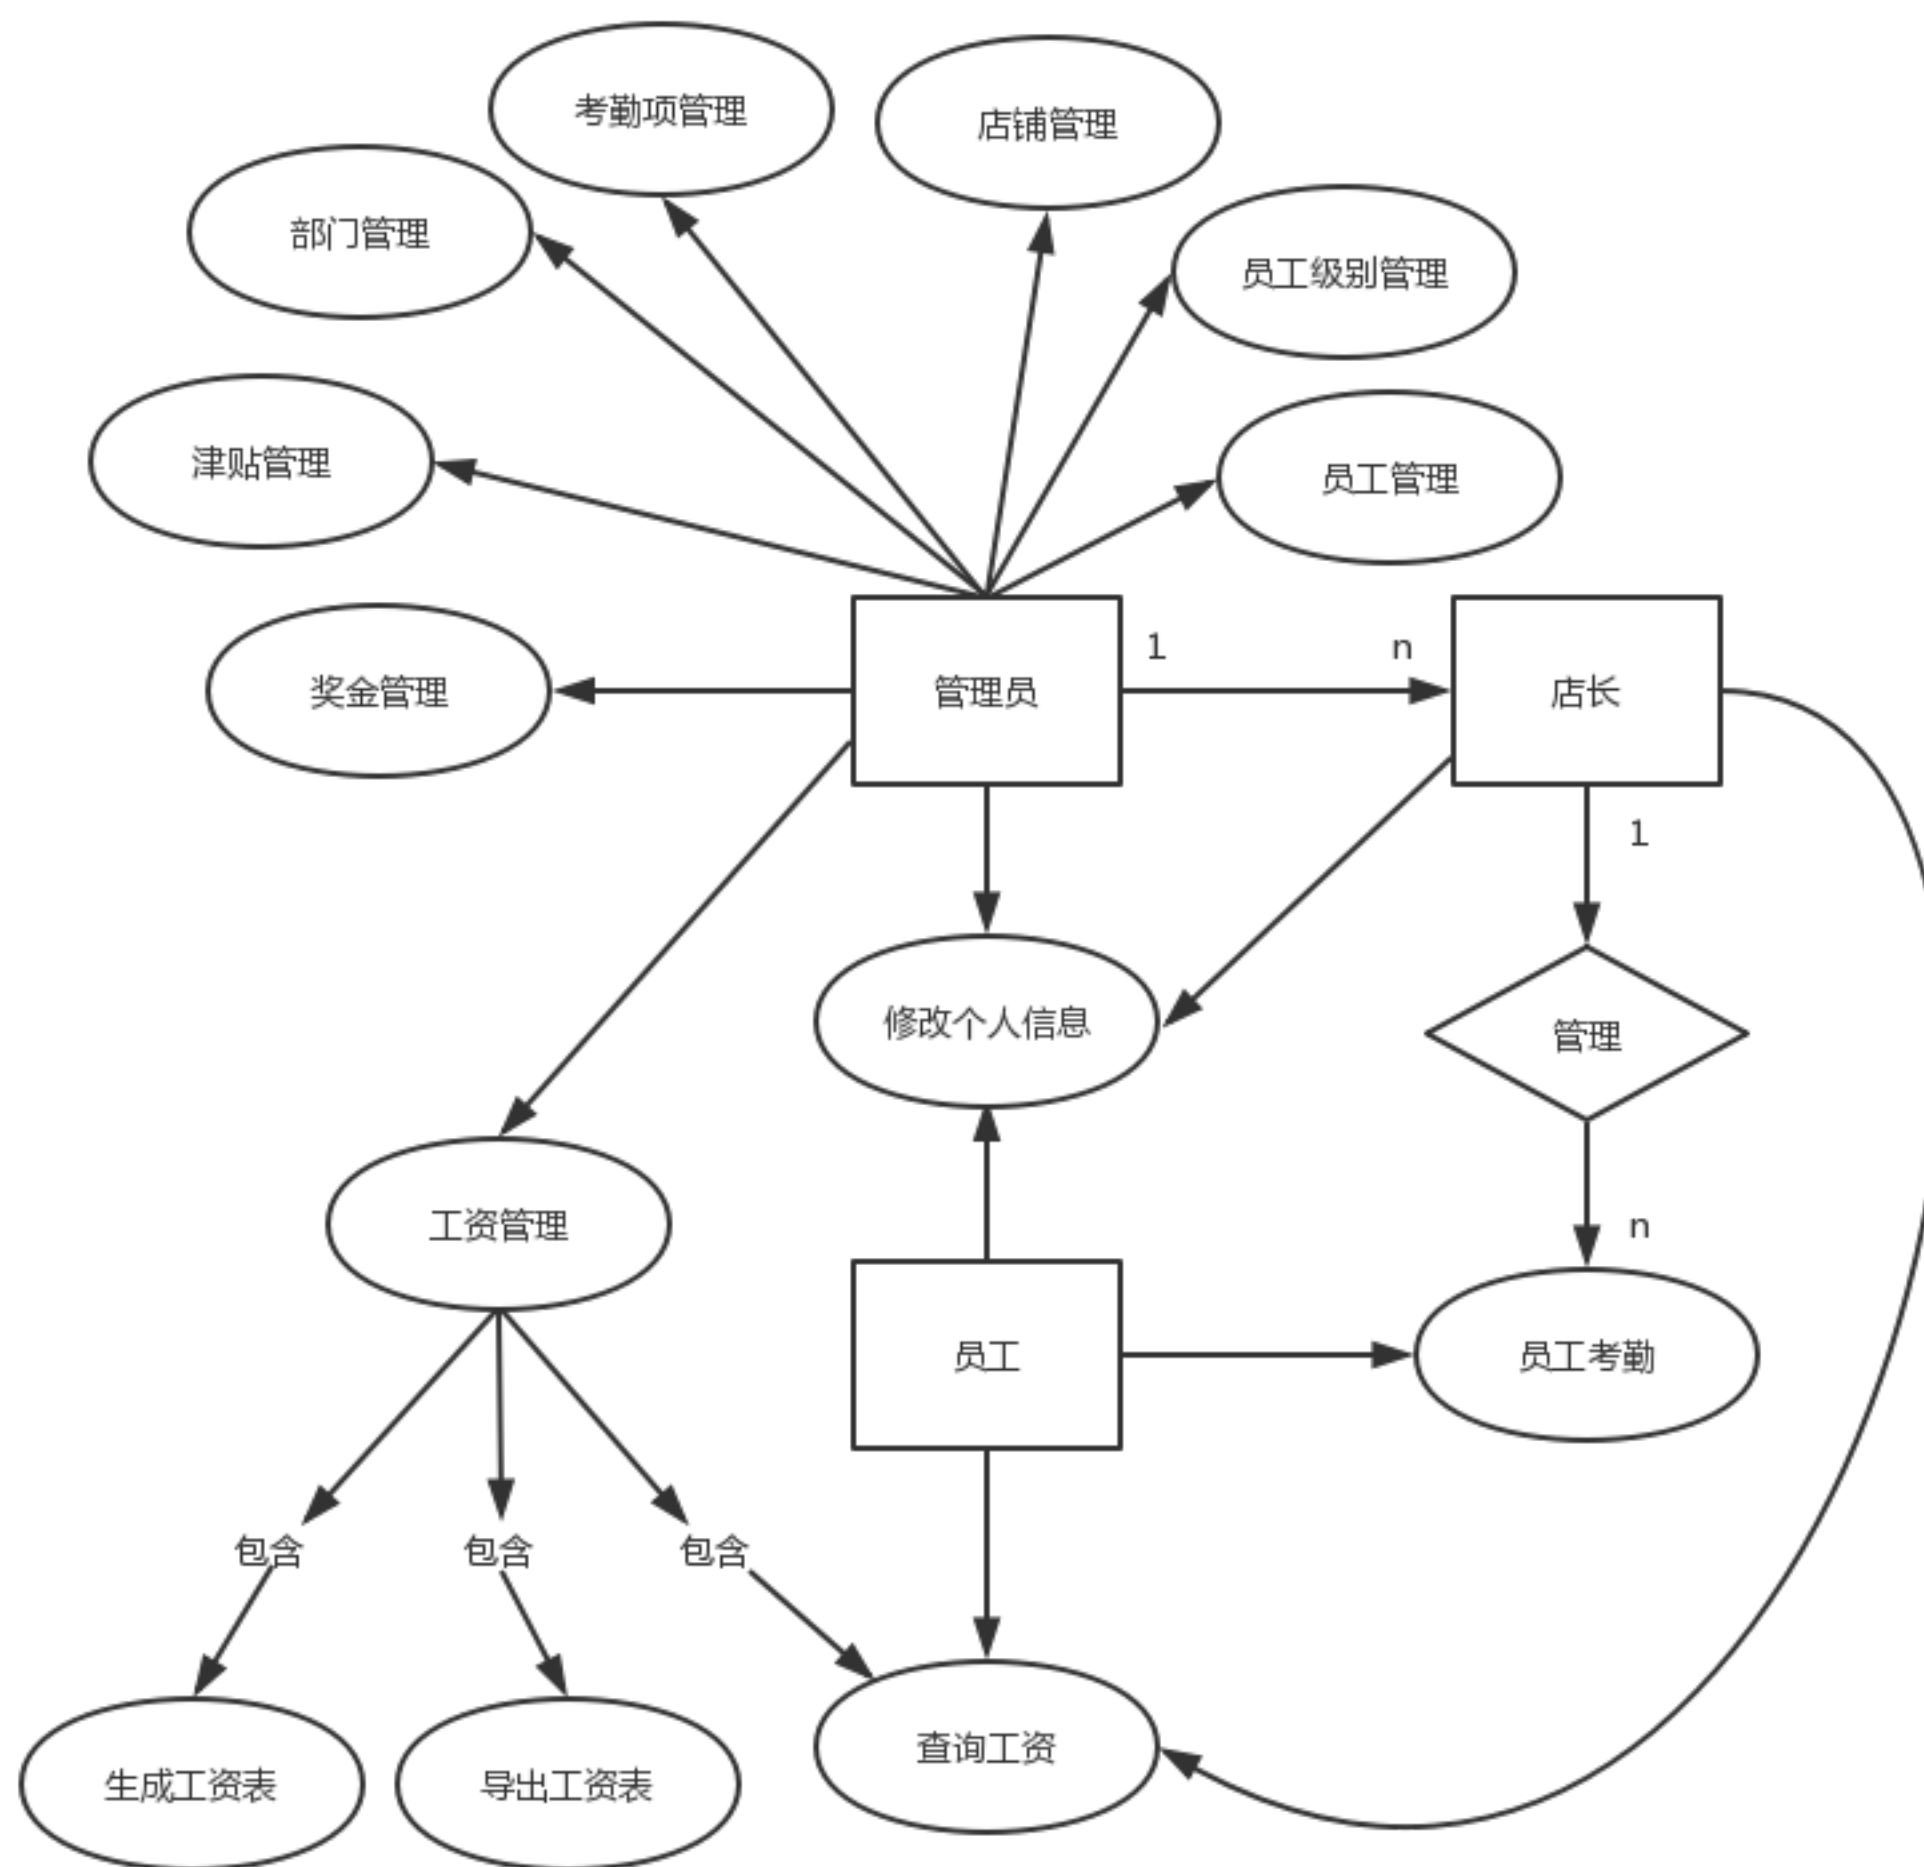 考勤项管理
店铺管理
部门管理
员工级别管理
津贴管理
员工管理
1
n
奖金管理
管理员
店长
1
修改个人信息
管理
工资管理
n
员工
员工考勤
包含
包含
包含
查询工资
生成工资表
导出工资表